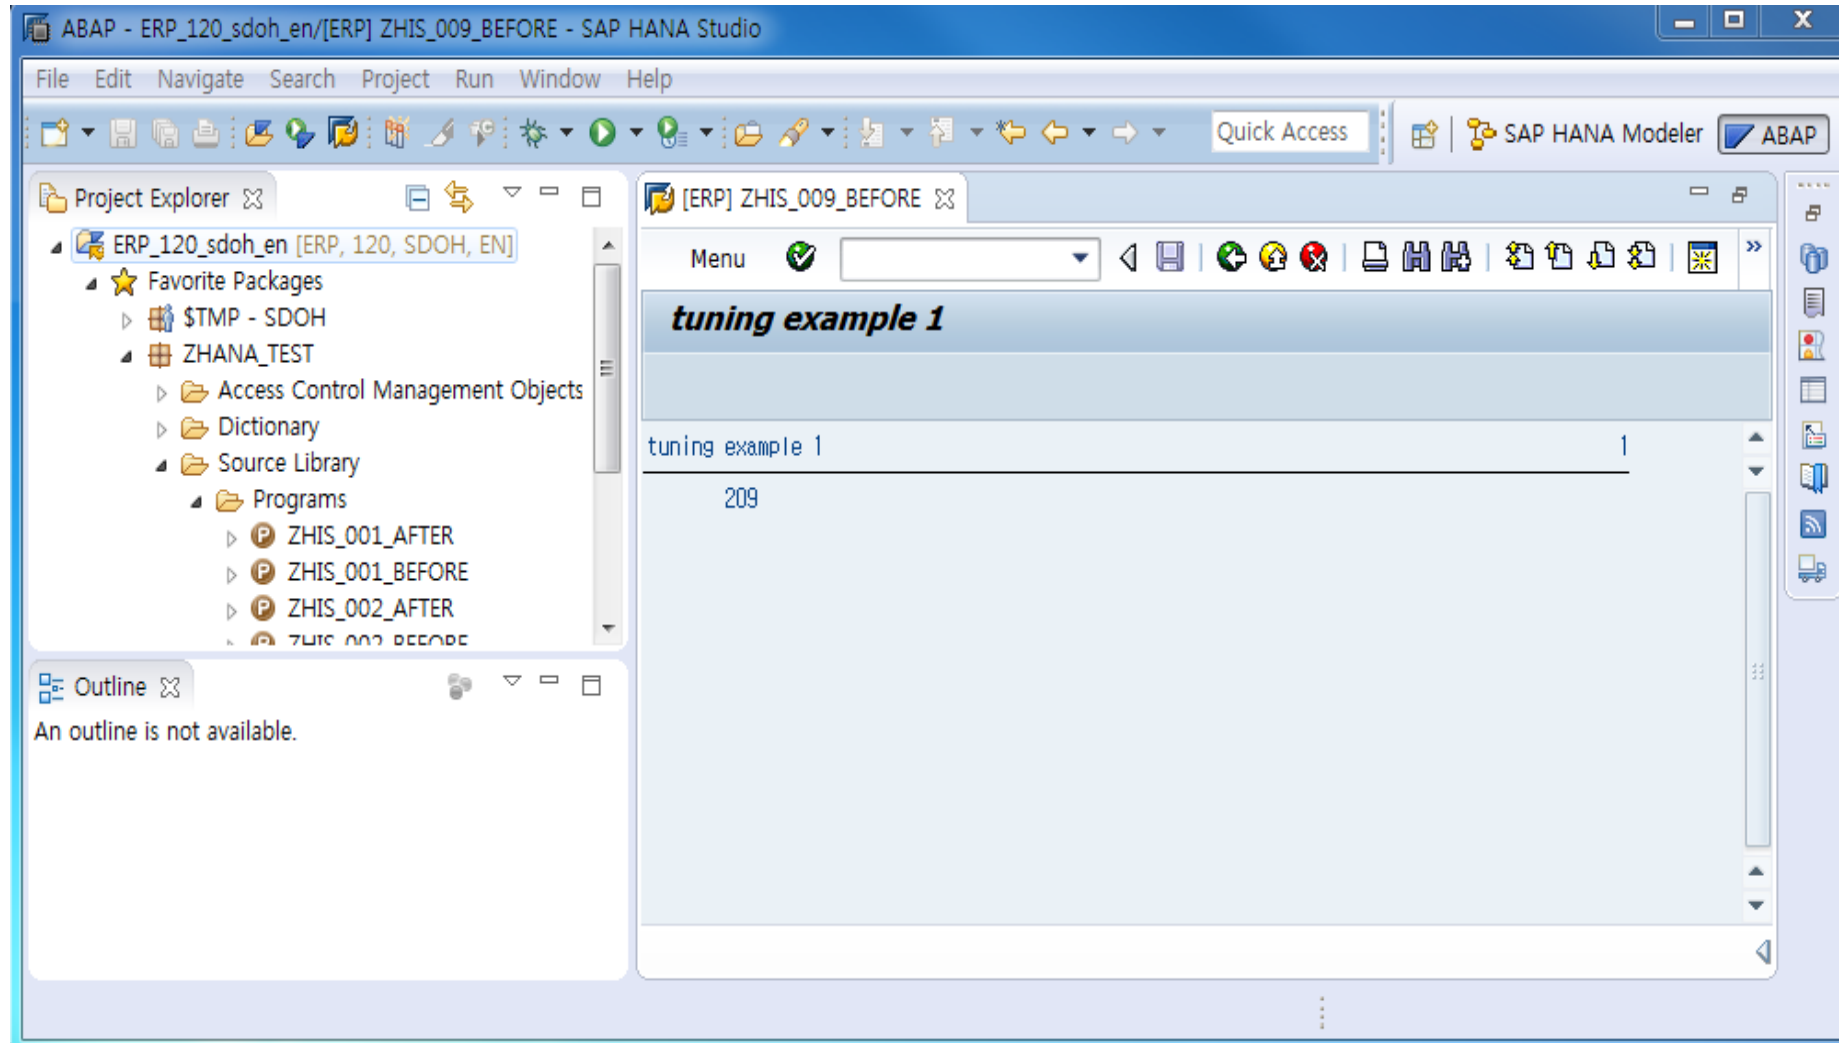 ABAP - ERP_120_sdoh_en/[ERP] ZHIS_009_BEFORE - SAP HANA Studio
File Edit Navigate Search Project Run Window Help
Quick Access SAP HANA Modeler ABAP
Project Explorer
ERP_120_sdoh_en [ERP, 120, SDOH, EN]
Favorite Packages
$TMP - SDOH
ZHANA_TEST
Access Control Management Objects
Dictionary
Source Library
Programs
ZHIS_001_AFTER
ZHIS_001_BEFORE
ZHIS_002_AFTER
ZHIS_002_BEFORE
Outline
An outline is not available.
[ERP] ZHIS_009_BEFORE
Menu
tuning example 1
tuning example 1 1
209